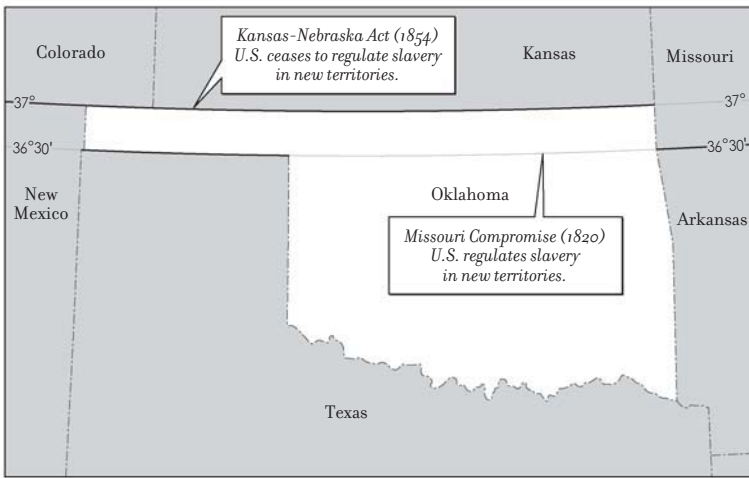 Kansas-Nebraska Act (1854)
U.S. ceases to regulate slavery
in new territories.
Colorado
Kansas
Missouri
37°
37°
36°30'
36°30'
New
Mexico
Oklahoma
Arkansas
Missouri Compromise (1820)
U.S. regulates slavery
in new territories.
Texas